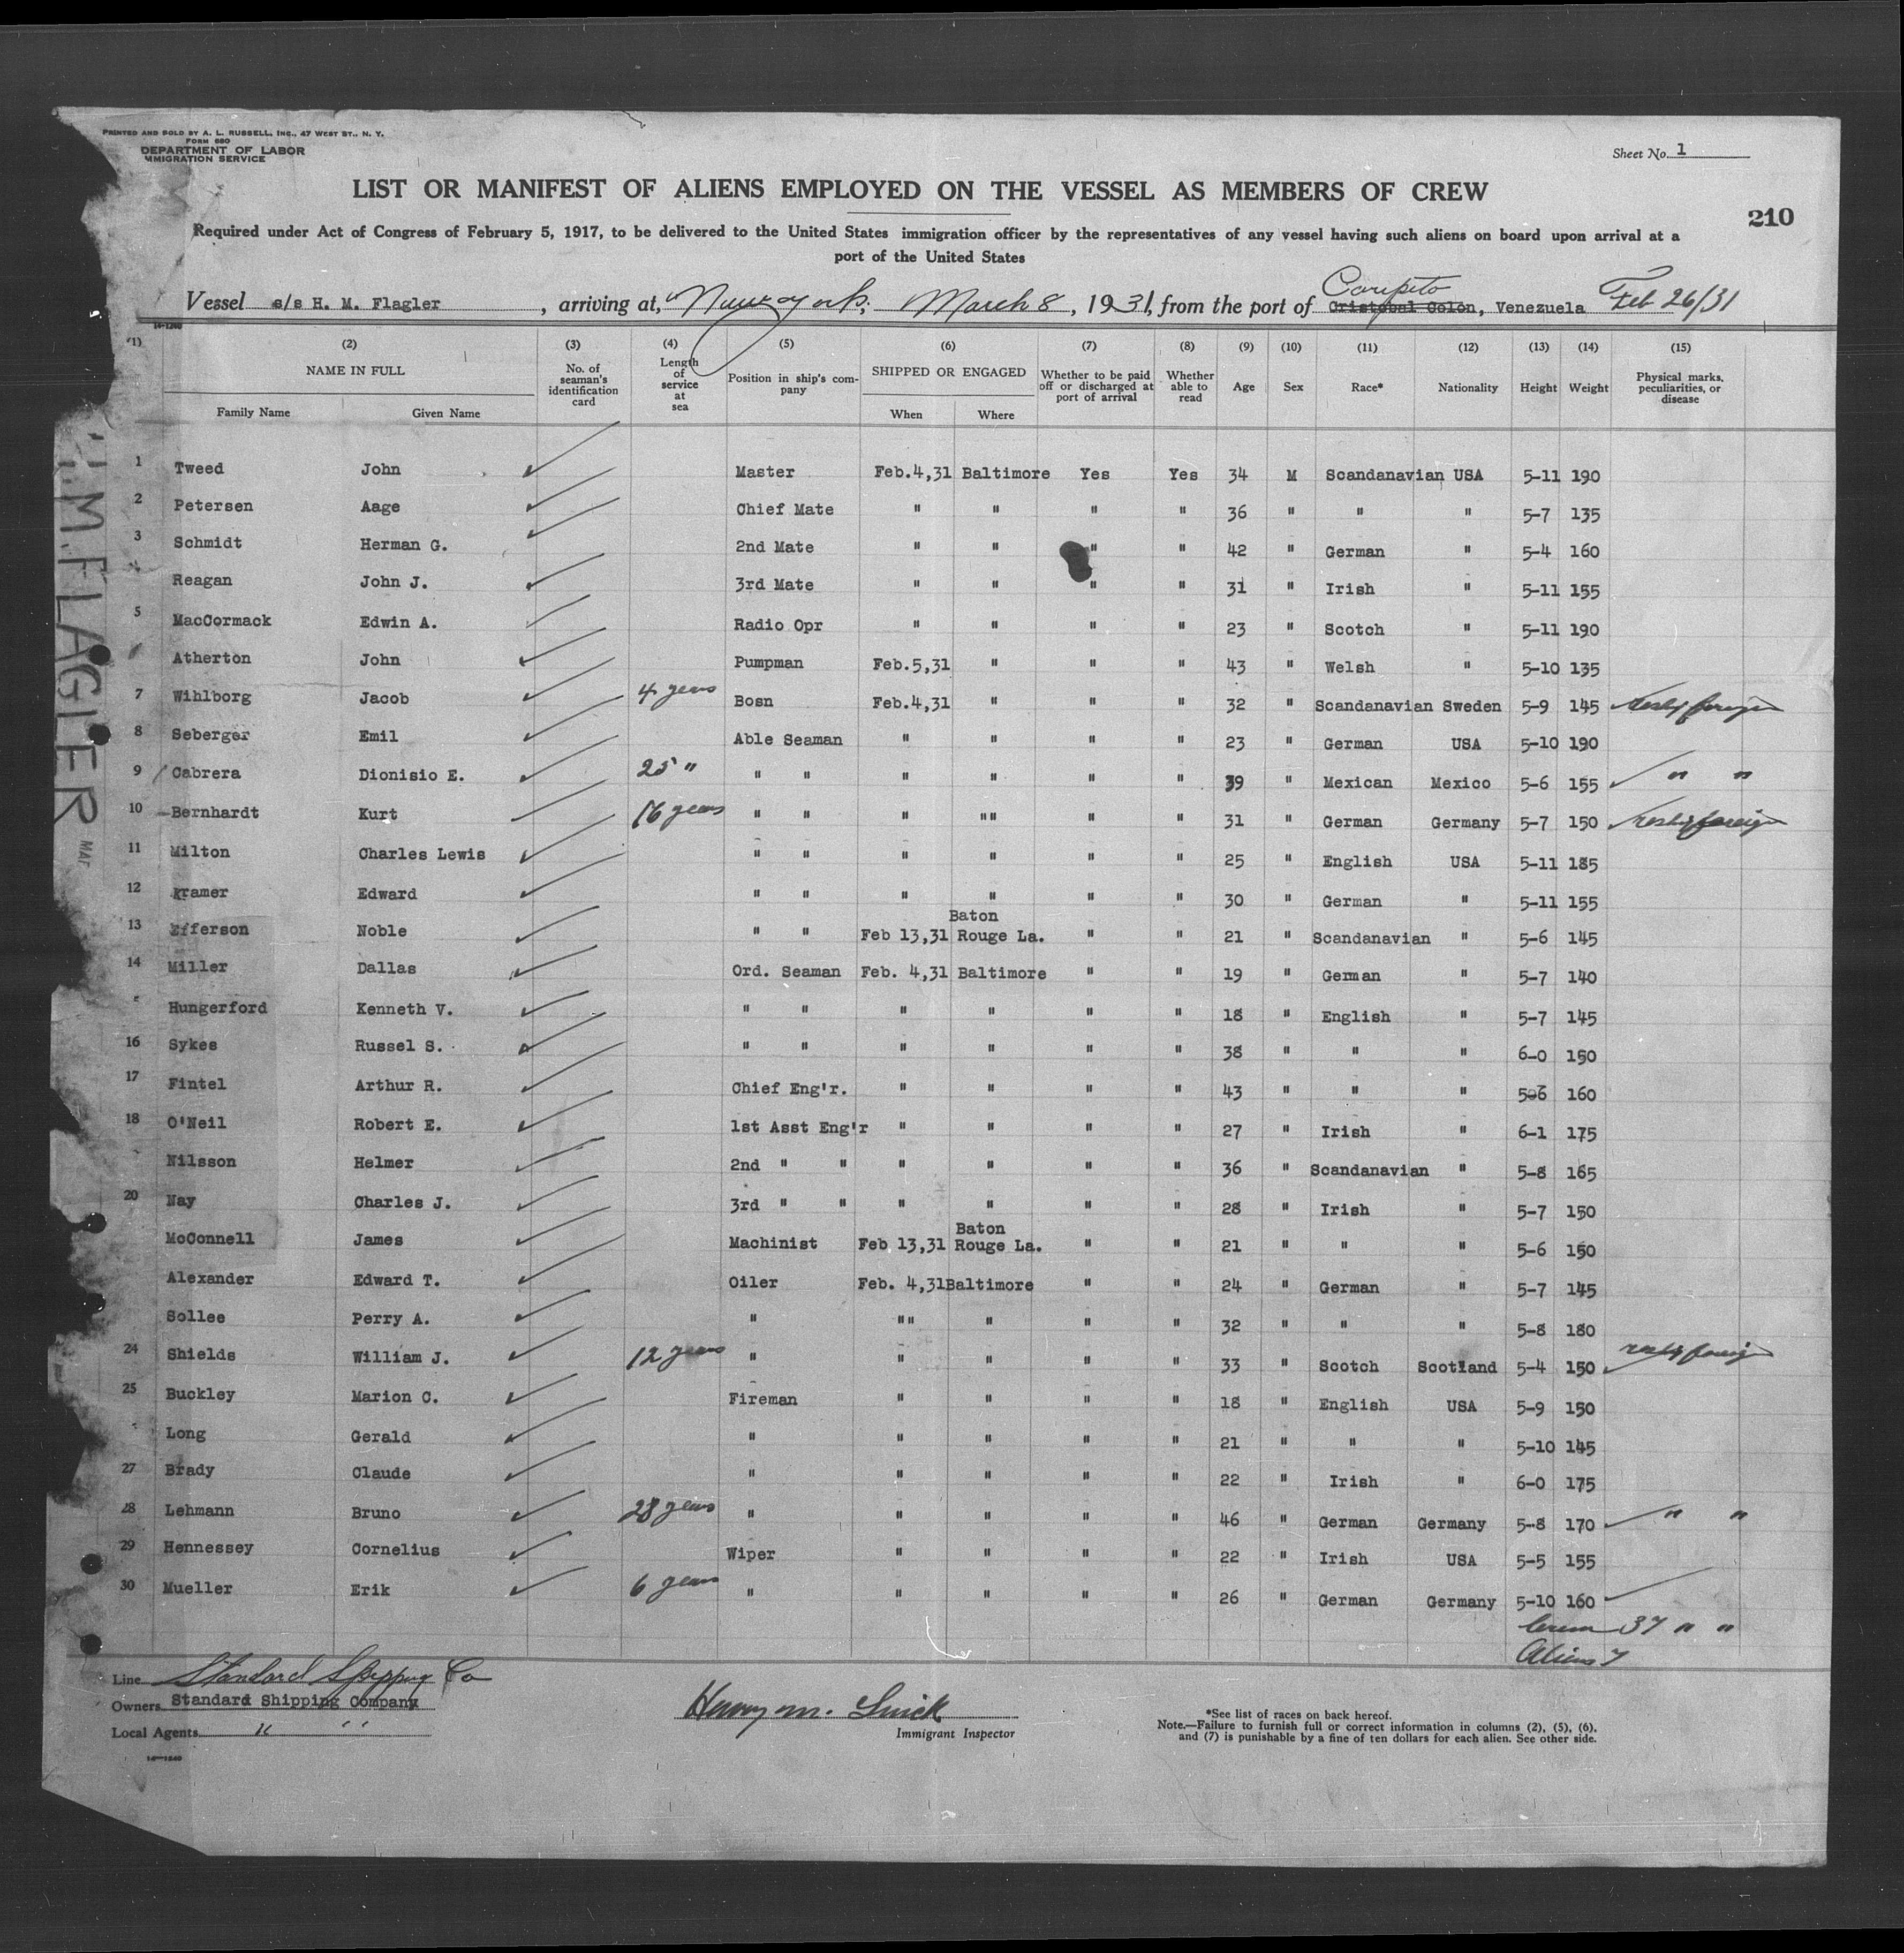 PRINTED AND SOLD BY A. L. RUSSELL, INC., 47 WEST ST., N. Y.
FORM 680
DEPARTMENT OF LABOR
MMIGRATION SERVICE
Sheet No. 1
LIST OR MANIFEST OF ALIENS EMPLOYED ON THE VESSEL AS MEMBERS OF CREW
210
Required under Act of Congress of February 5, 1917, to be delivered to the United States immigration officer by the representatives of any vessel having such aliens on board upon arrival at a
port of the United States
Vessel s/s H. M. Flagler, arriving at, New York, March 8, 1931, from the port of Caripito Cristobal Colon, Venezuela Feb 26/31
14-1240
(1) (2) (3) (4) (5) (6) (7) (8) (9) (10) (11) (12) (13) (14) (15)
NAME IN FULL No. of seaman's identification card Length of service at sea Position in ship's company SHIPPED OR ENGAGED Whether to be paid off or discharged at port of arrival Whether able to read Age Sex Race* Nationality Height Weight Physical marks, peculiarities, or disease
Family Name Given Name When Where
1 Tweed John Master Feb.4,31 Baltimore Yes Yes 34 M Scandanavian USA 5-11 190
2 Petersen Aage Chief Mate " " " " 36 " " " 5-7 135
3 Schmidt Herman G. 2nd Mate " " " " 42 " German " 5-4 160
Reagan John J. 3rd Mate " " " " 31 " Irish " 5-11 155
5 MacCormack Edwin A. Radio Opr " " " " 23 " Scotch " 5-11 190
Atherton John Pumpman Feb.5,31 " " " 43 " Welsh " 5-10 135
7 Wihlborg Jacob 4 years Bosn Feb.4,31 " " " 32 " Scandanavian Sweden 5-9 145 foreign
8 Seberger Emil Able Seaman " " " " 23 " German USA 5-10 190
9 Cabrera Dionisio E. 25 " " " " " " " 39 " Mexican Mexico 5-6 155 " "
10 Bernhardt Kurt 16 years " " " "" " " 31 " German Germany 5-7 150 foreign
11 Milton Charles Lewis " " " " " " 25 " English USA 5-11 185
12 Kramer Edward " " " " " " 30 " German " 5-11 155
13 Efferson Noble " " Feb 13,31 Baton Rouge La. " " 21 " Scandanavian " 5-6 145
14 Miller Dallas Ord. Seaman Feb. 4,31 Baltimore " " 19 " German " 5-7 140
Hungerford Kenneth V. " " " " " " 18 " English " 5-7 145
16 Sykes Russel S. " " " " " " 38 " " " 6-0 150
17 Fintel Arthur R. Chief Eng'r. " " " " 43 " " " 5-6 160
18 O'Neil Robert E. 1st Asst Eng'r " " " " 27 " Irish " 6-1 175
Nilsson Helmer 2nd " " " " " " 36 " Scandanavian " 5-8 165
20 Nay Charles J. 3rd " " " " " " 28 " Irish " 5-7 150
McConnell James Machinist Feb 13,31 Baton Rouge La. " " 21 " " " 5-6 150
Alexander Edward T. Oiler Feb. 4,31 Baltimore " " 24 " German " 5-7 145
Sollee Perry A. " "" " " " 32 " " " 5-8 180
24 Shields William J. 12 years " " " " " 33 " Scotch Scotland 5-4 150 foreign
25 Buckley Marion C. Fireman " " " " 18 " English USA 5-9 150
Long Gerald " " " " " 21 " " " 5-10 145
27 Brady Claude " " " " " 22 " Irish " 6-0 175
28 Lehmann Bruno 28 years " " " " " 46 " German Germany 5-8 170 " "
29 Hennessey Cornelius Wiper " " " " 22 " Irish USA 5-5 155
30 Mueller Erik 6 years " " " " " 26 " German Germany 5-10 160
37 " "
Aliens 7
Line Standard Shipping Co
Owners Standard Shipping Company
Local Agents " " "
14-1240
Immigrant Inspector
*See list of races on back hereof.
Note.—Failure to furnish full or correct information in columns (2), (5), (6),
and (7) is punishable by a fine of ten dollars for each alien. See other side.
H.M.FLAGLER MAR